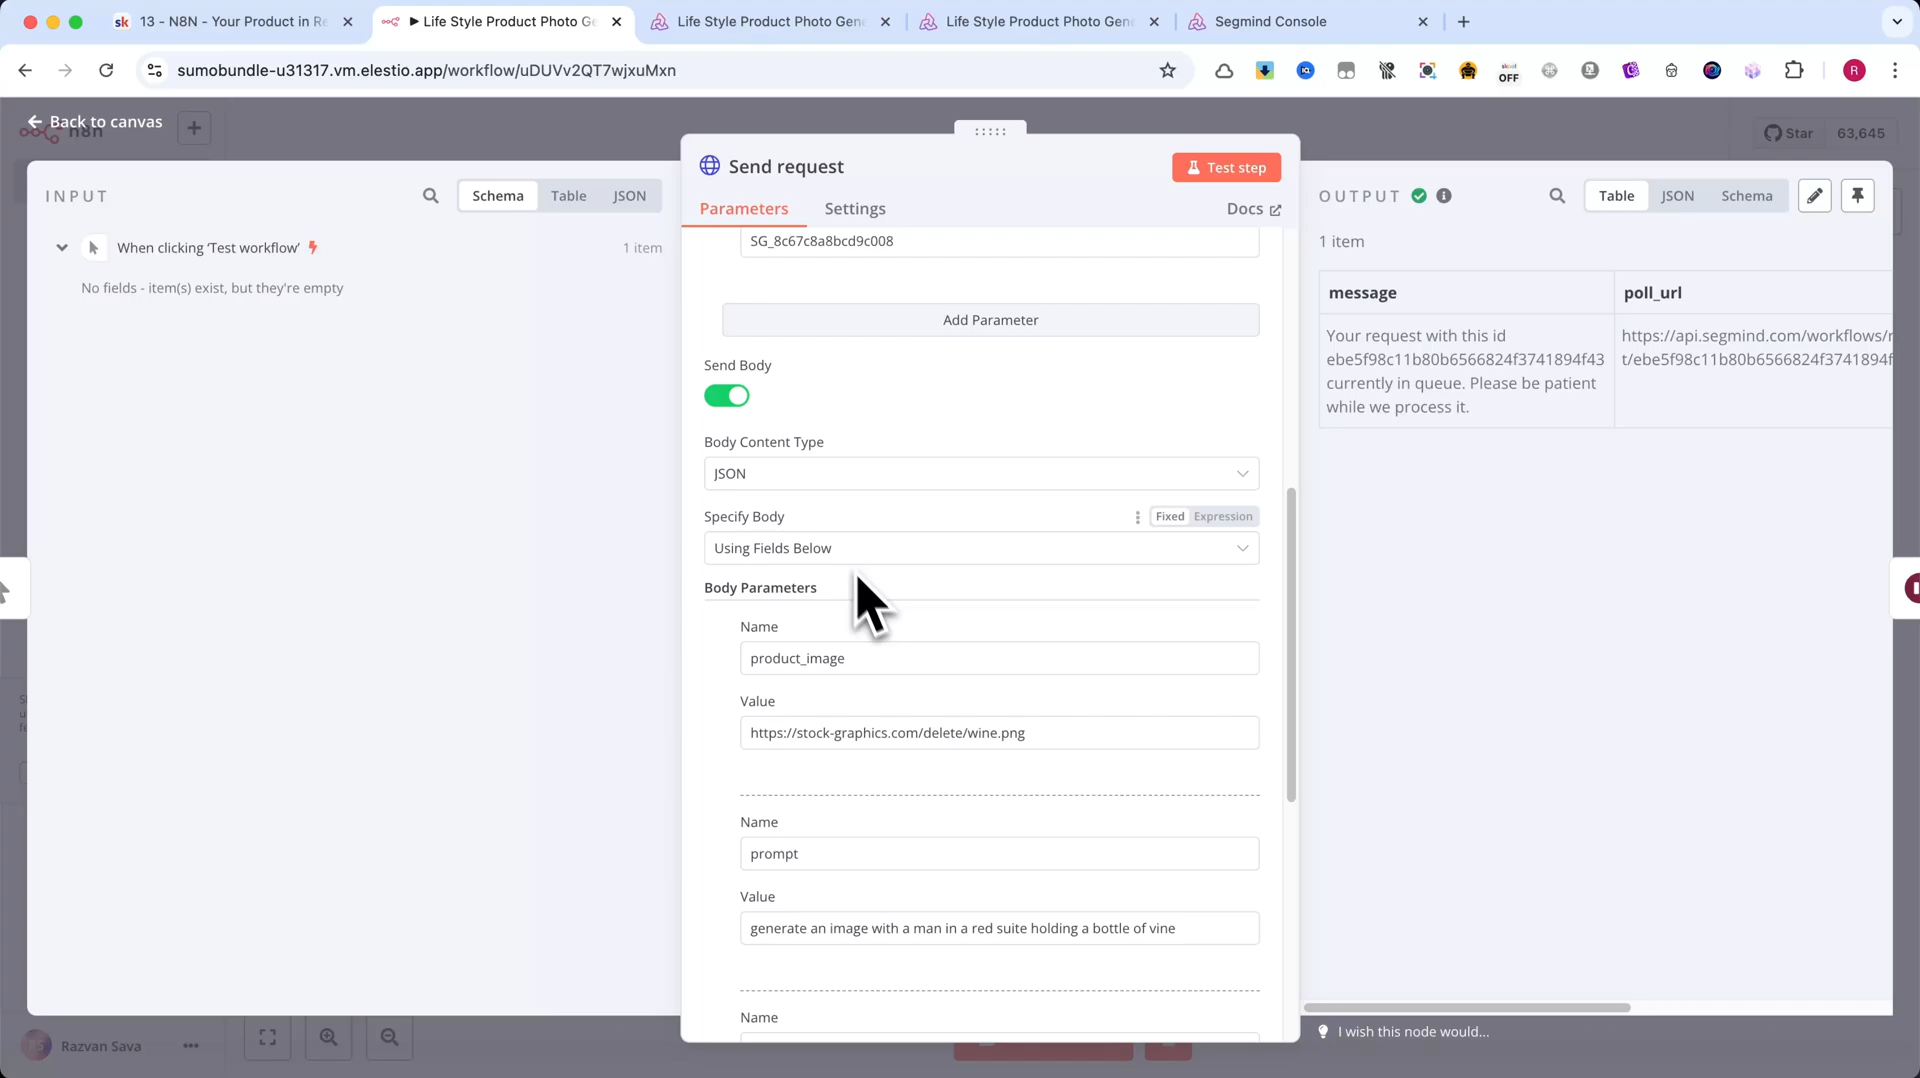 13 - N8N - Your Product in Re
▶ Life Style Product Photo Ge
Life Style Product Photo Gene
Life Style Product Photo Gene
Segmind Console
sumobundle-u31317.vm.elestio.app/workflow/uDUVv2QT7wjxuMxn
OFF
R
Back to canvas
n8n
Star 63,645
INPUT
Schema Table JSON
When clicking ‘Test workflow’
1 item
No fields - item(s) exist, but they're empty
Send request
Test step
Parameters Settings
Docs
SG_8c67c8a8bcd9c008
Add Parameter
Send Body
Body Content Type
JSON
Specify Body
Fixed Expression
Using Fields Below
Body Parameters
Name
product_image
Value
https://stock-graphics.com/delete/wine.png
Name
prompt
Value
generate an image with a man in a red suite holding a bottle of vine
Name
OUTPUT
Table JSON Schema
1 item
message
poll_url
Your request with this id
ebe5f98c11b80b6566824f3741894f43
currently in queue. Please be patient
while we process it.
https://api.segmind.com/workflows/r
t/ebe5f98c11b80b6566824f3741894f
I wish this node would...
Razvan Sava